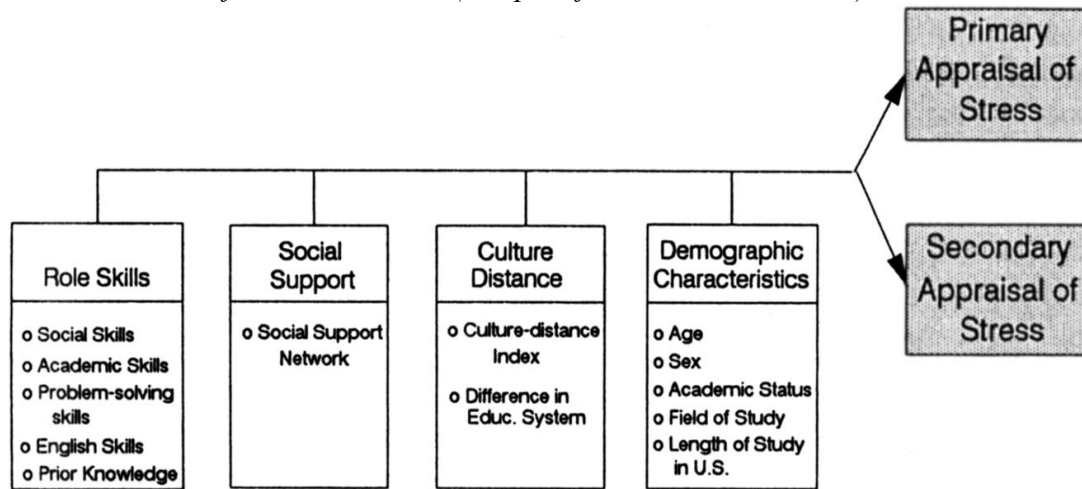 Primary
Appraisal of
Stress
Role Skills
o Social Skills
o Academic Skills
o Problem-solving
skills
o English Skills
o Prior Knowledge
Social
Support
o Social Support
Network
Culture
Distance
o Culture-distance
Index
o Difference in
Educ. System
Demographic
Characteristics
o Age
o Sex
o Academic Status
o Field of Study
o Length of Study
in U.S.
Secondary
Appraisal of
Stress